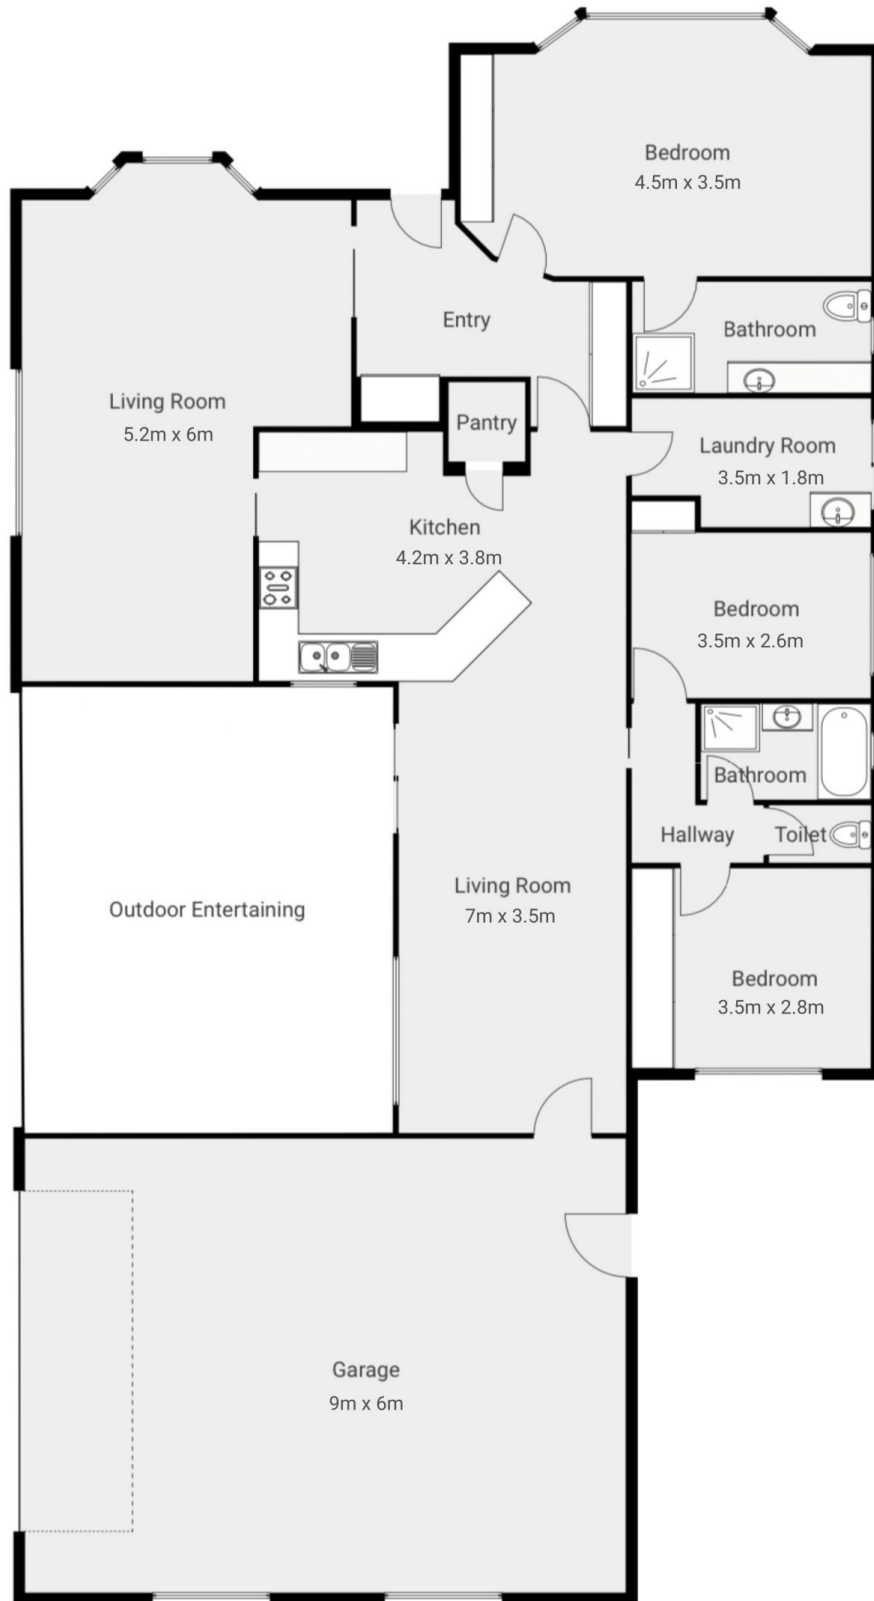 Bedroom
4.5m x 3.5m
Entry
Bathroom
Living Room
5.2m x 6m
Pantry
Laundry Room
3.5m x 1.8m
Kitchen
4.2m x 3.8m
Bedroom
3.5m x 2.6m
Bathroom
Hallway
Toilet
Living Room
7m x 3.5m
Outdoor Entertaining
Bedroom
3.5m x 2.8m
Garage
9m x 6m